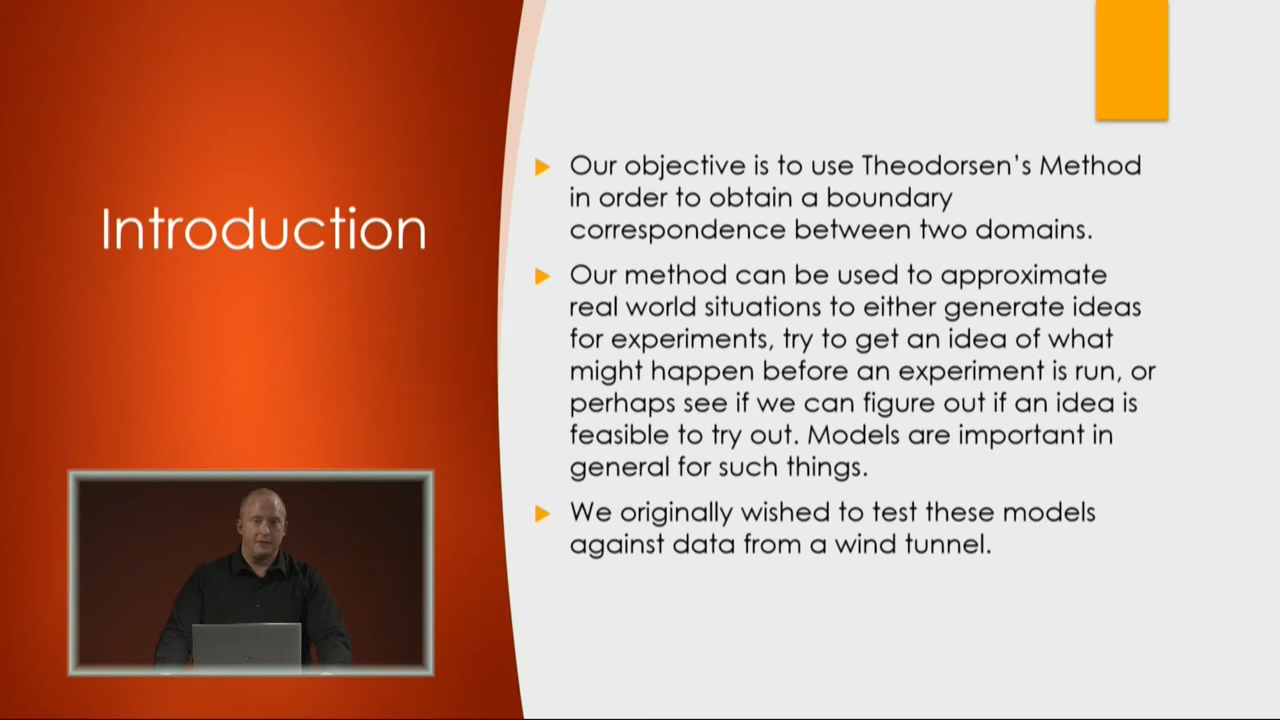 Introduction
Our objective is to use Theodorsen’s Method
in order to obtain a boundary
correspondence between two domains.
Our method can be used to approximate
real world situations to either generate ideas
for experiments, try to get an idea of what
might happen before an experiment is run, or
perhaps see if we can figure out if an idea is
feasible to try out. Models are important in
general for such things.
We originally wished to test these models
against data from a wind tunnel.